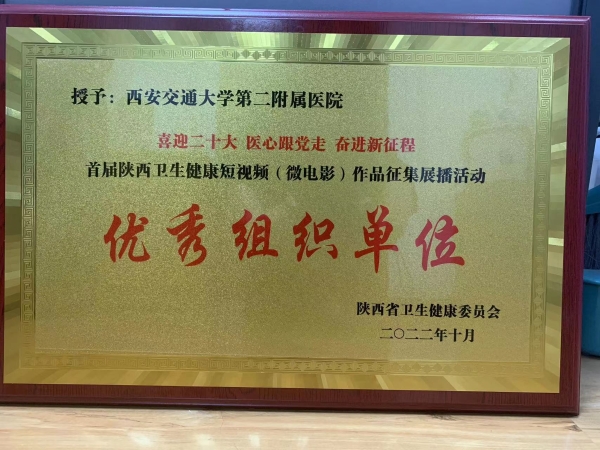 授予：西安交通大学第二附属医院
喜迎二十大 医心跟党走 奋进新征程
首届陕西卫生健康短视频（微电影）作品征集展播活动
优秀组织单位
陕西省卫生健康委员会
二〇二二年十月